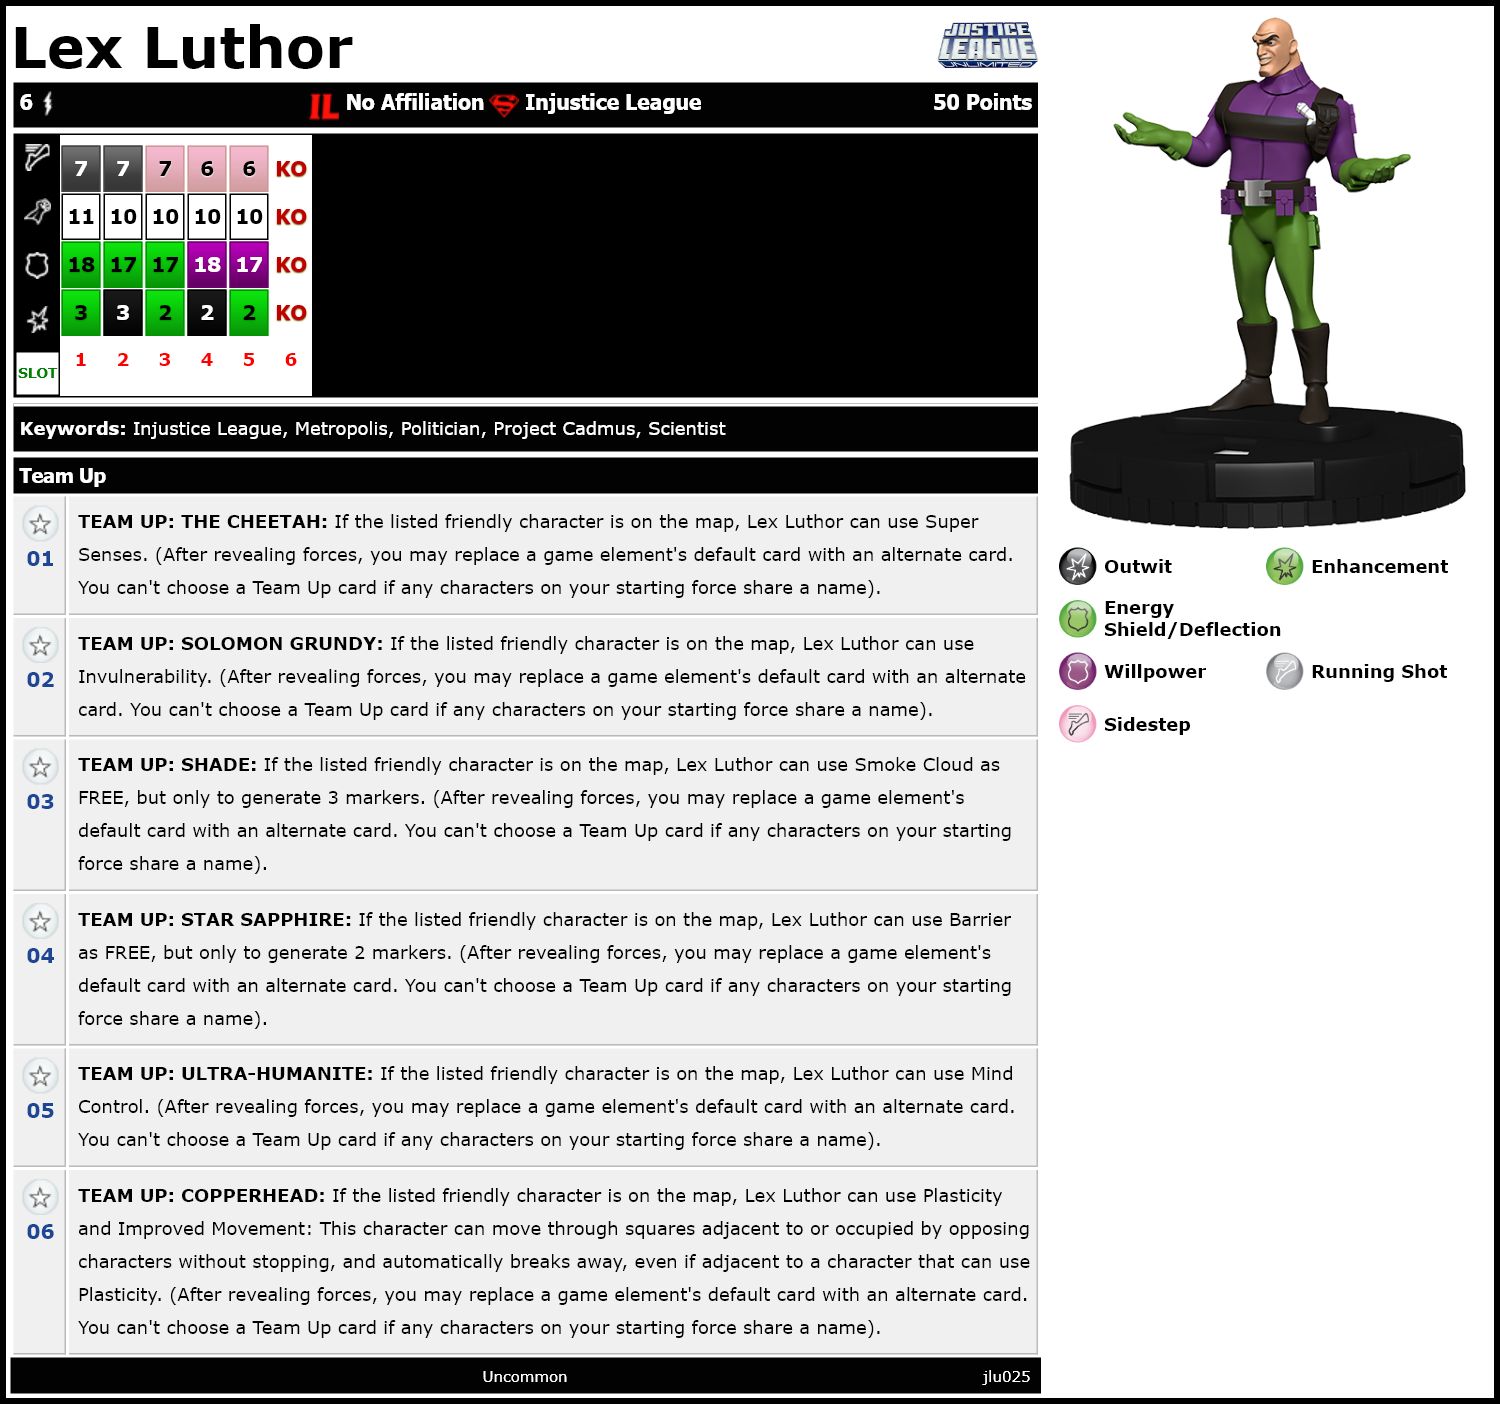 Lex Luthor
JUSTICE
LEAGUE
UNLIMITED
6 IL No Affiliation Injustice League 50 Points
7 7 7 6 6 KO
11 10 10 10 10 KO
18 17 17 18 17 KO
3 3 2 2 2 KO
SLOT 1 2 3 4 5 6
Keywords: Injustice League, Metropolis, Politician, Project Cadmus, Scientist
Team Up
01 TEAM UP: THE CHEETAH: If the listed friendly character is on the map, Lex Luthor can use Super
Senses. (After revealing forces, you may replace a game element's default card with an alternate card.
You can't choose a Team Up card if any characters on your starting force share a name).
02 TEAM UP: SOLOMON GRUNDY: If the listed friendly character is on the map, Lex Luthor can use
Invulnerability. (After revealing forces, you may replace a game element's default card with an alternate
card. You can't choose a Team Up card if any characters on your starting force share a name).
03 TEAM UP: SHADE: If the listed friendly character is on the map, Lex Luthor can use Smoke Cloud as
FREE, but only to generate 3 markers. (After revealing forces, you may replace a game element's
default card with an alternate card. You can't choose a Team Up card if any characters on your starting
force share a name).
04 TEAM UP: STAR SAPPHIRE: If the listed friendly character is on the map, Lex Luthor can use Barrier
as FREE, but only to generate 2 markers. (After revealing forces, you may replace a game element's
default card with an alternate card. You can't choose a Team Up card if any characters on your starting
force share a name).
05 TEAM UP: ULTRA-HUMANITE: If the listed friendly character is on the map, Lex Luthor can use Mind
Control. (After revealing forces, you may replace a game element's default card with an alternate card.
You can't choose a Team Up card if any characters on your starting force share a name).
06 TEAM UP: COPPERHEAD: If the listed friendly character is on the map, Lex Luthor can use Plasticity
and Improved Movement: This character can move through squares adjacent to or occupied by opposing
characters without stopping, and automatically breaks away, even if adjacent to a character that can use
Plasticity. (After revealing forces, you may replace a game element's default card with an alternate card.
You can't choose a Team Up card if any characters on your starting force share a name).
Uncommon jlu025
Outwit Enhancement
Energy
Shield/Deflection
Willpower Running Shot
Sidestep